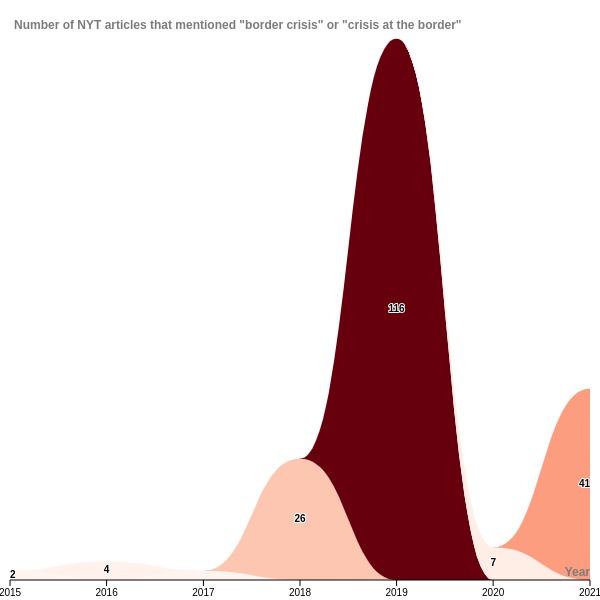 Number of NYT articles that mentioned "border crisis" or "crisis at the border"
116
41
26
7
4
2
Year
2015 2016 2017 2018 2019 2020 2021